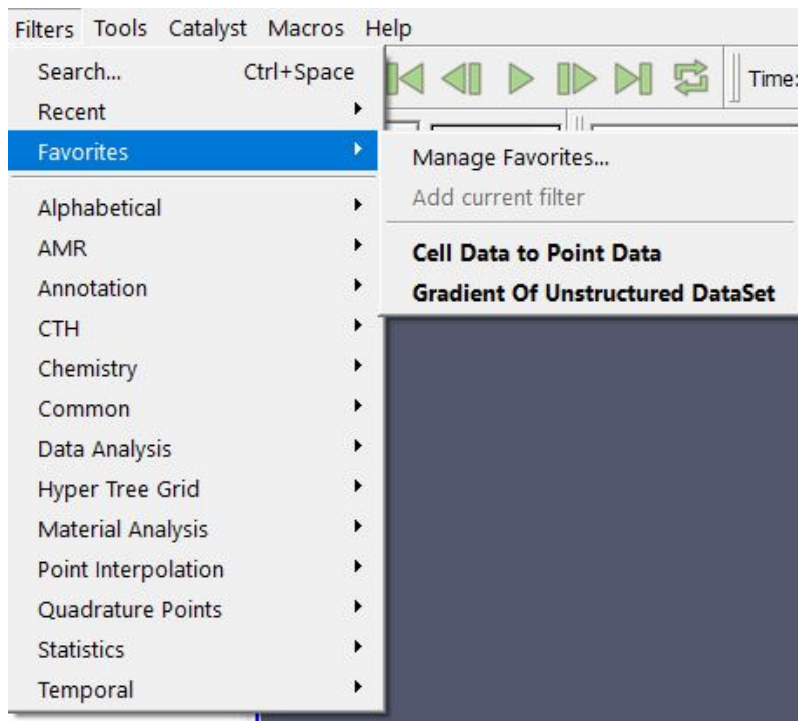 Filters Tools Catalyst Macros Help
Search... Ctrl+Space
Time:
Recent
Favorites
Manage Favorites...
Add current filter
Cell Data to Point Data
Gradient Of Unstructured DataSet
Alphabetical
AMR
Annotation
CTH
Chemistry
Common
Data Analysis
Hyper Tree Grid
Material Analysis
Point Interpolation
Quadrature Points
Statistics
Temporal